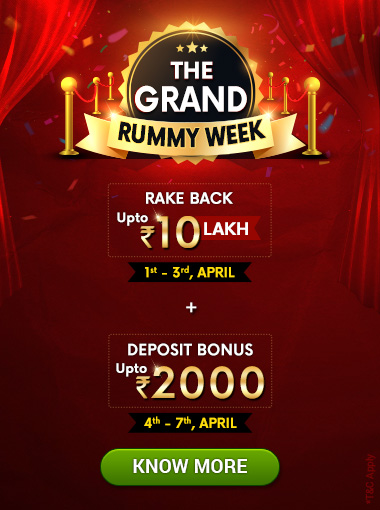 THE
GRAND
RUMMY WEEK
RAKE BACK
Upto ₹10 LAKH
1st - 3rd, APRIL
+
DEPOSIT BONUS
Upto ₹2000
4th - 7th, APRIL
KNOW MORE
*T&C Apply.